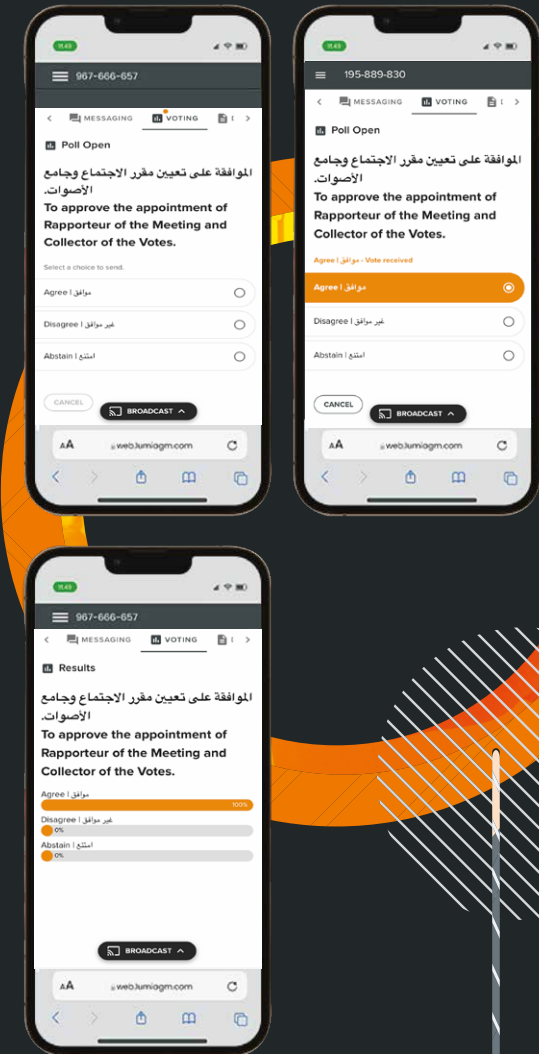 11:49
967-666-657
MESSAGING
VOTING
Poll Open
الموافقة على تعيين مقرر الاجتماع وجامع
الأصوات.
To approve the appointment of
Rapporteur of the Meeting and
Collector of the Votes.
Select a choice to send.
Agree | موافق
Disagree | غير موافق
Abstain | امتنع
CANCEL
BROADCAST
AA
web.lumiagm.com
11:49
195-889-830
MESSAGING
VOTING
Poll Open
الموافقة على تعيين مقرر الاجتماع وجامع
الأصوات.
To approve the appointment of
Rapporteur of the Meeting and
Collector of the Votes.
Agree | موافق - Vote received
Agree | موافق
Disagree | غير موافق
Abstain | امتنع
CANCEL
BROADCAST
AA
web.lumiagm.com
11:49
967-666-657
MESSAGING
VOTING
Results
الموافقة على تعيين مقرر الاجتماع وجامع
الأصوات.
To approve the appointment of
Rapporteur of the Meeting and
Collector of the Votes.
Agree | موافق
100%
Disagree | غير موافق
0%
Abstain | امتنع
0%
BROADCAST
AA
web.lumiagm.com